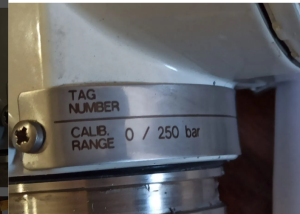 TAG
NUMBER
CALIB. 0 / 250 bar
RANGE